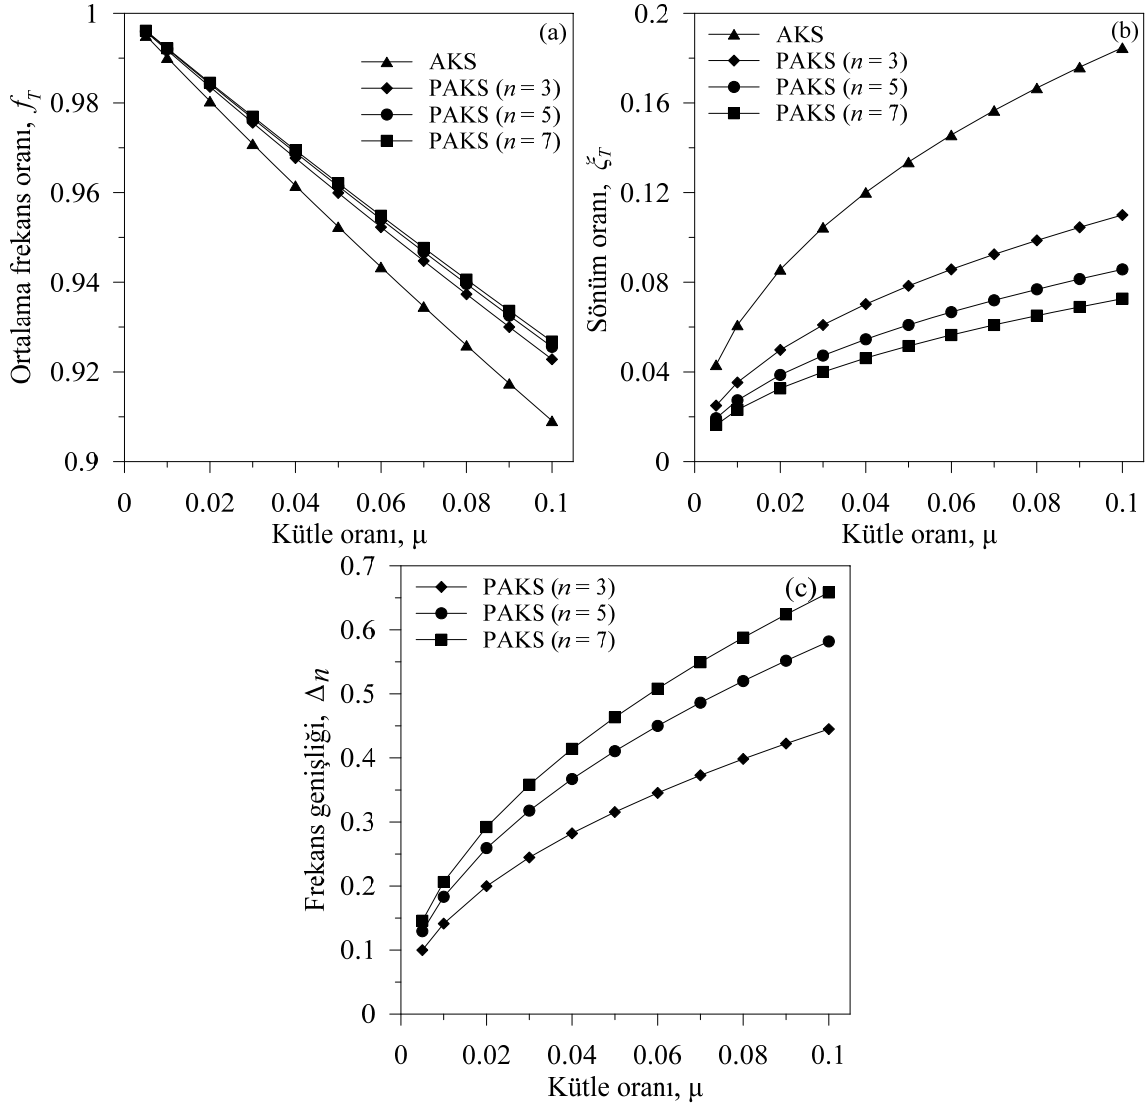 (a)
AKS
PAKS (n = 3)
PAKS (n = 5)
PAKS (n = 7)
Ortalama frekans oranı, f_T
1
0.98
0.96
0.94
0.92
0.9
0 0.02 0.04 0.06 0.08 0.1
Kütle oranı, μ
(b)
AKS
PAKS (n = 3)
PAKS (n = 5)
PAKS (n = 7)
Sönüm oranı, ξ_T
0.2
0.16
0.12
0.08
0.04
0
0 0.02 0.04 0.06 0.08 0.1
Kütle oranı, μ
(c)
PAKS (n = 3)
PAKS (n = 5)
PAKS (n = 7)
Frekans genişliği, Δn
0.7
0.6
0.5
0.4
0.3
0.2
0.1
0
0 0.02 0.04 0.06 0.08 0.1
Kütle oranı, μ